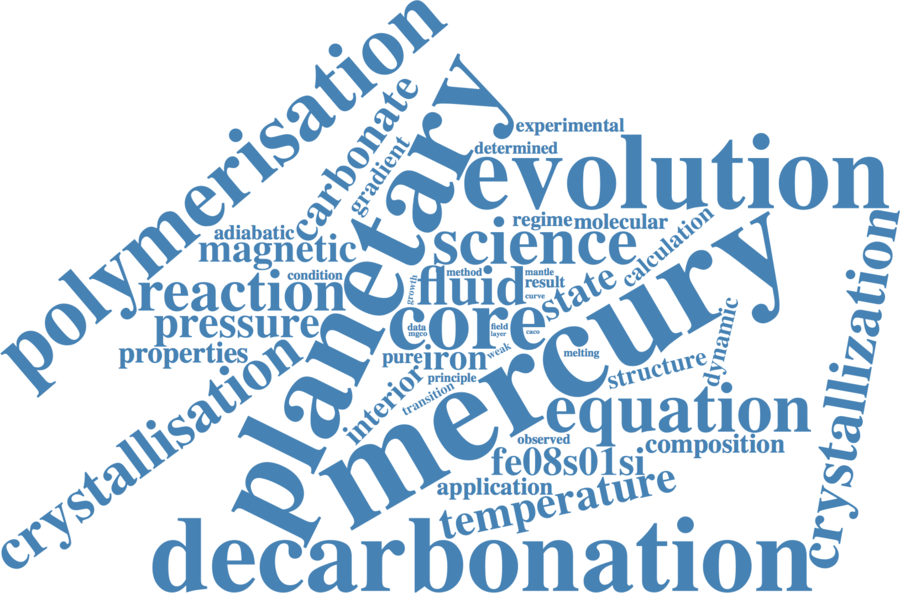 polymerisation
planetary
carbonate
gradient
experimental
determined
evolution
adiabatic
magnetic
regime
molecular
science
calculation
condition
reaction
growth
method
mantle
fluid
result
curve
state
mercury
crystallization
pressure
core
data
mgco
field
layer
caco
properties
pure
iron
weak
melting
structure
dynamic
crystallisation
interior
principle
transition
equation
observed
composition
fe08s01si
application
temperature
decarbonation